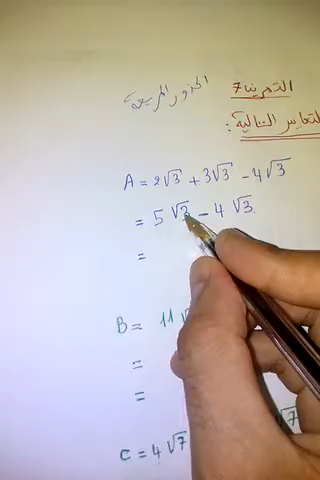 التمرين 7
الجذور المربعة
التعابير التالية :
A = 2√3 + 3√3 - 4√3
= 5√3 - 4√3
=
B = 11
=
=
C = 4√7 √7